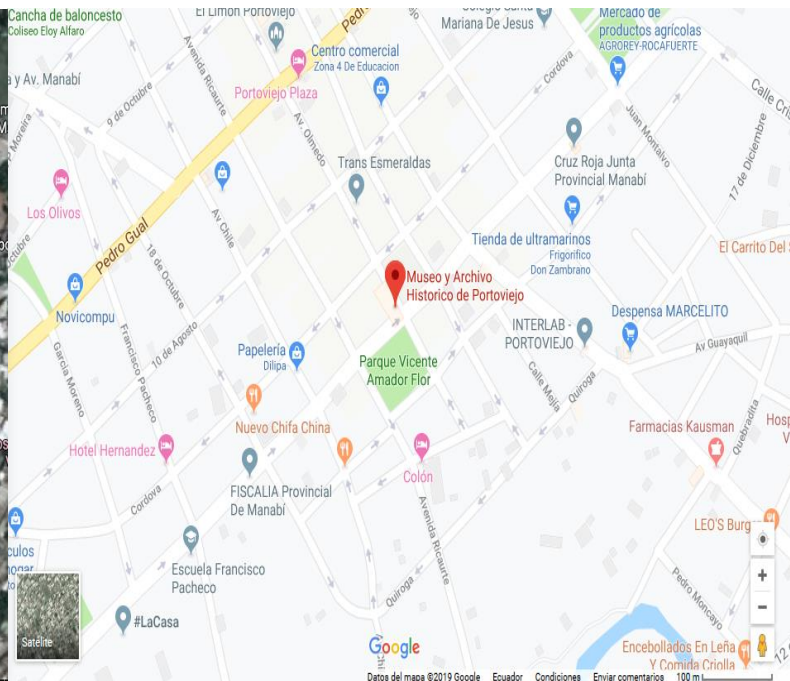 Cancha de baloncesto
Coliseo Eloy Alfaro
El Limón Portoviejo
Mariana De Jesus
Mercado de
productos agrícolas
AGROREY-ROCAFUERTE
Centro comercial
Zona 4 De Educacion
Portoviejo Plaza
a y Av. Manabí
9 de Octubre
Avenida Ricaurte
Av. Olmedo
Cordova
Juan Montalvo
17 de Diciembre
Trans Esmeraldas
Cruz Roja Junta
Provincial Manabí
Los Olivos
Pedro Gual
Av Chile
18 de Octubre
Tienda de ultramarinos
Frigorifico
Don Zambrano
El Carrito Del
Museo y Archivo
Historico de Portoviejo
Novicompu
Garcia Moreno
Francisco Pacheco
10 de Agosto
INTERLAB -
PORTOVIEJO
Despensa MARCELITO
Av Guayaquil
Papelería
Dilipa
Parque Vicente
Amador Flor
Calle Mejia
Quiroga
Nuevo Chifa China
Farmacias Kausman
Quebradita
Hotel Hernandez
Colón
Cordova
FISCALIA Provincial
De Manabí
Avenida Ricaurte
LEO'S Burg
Escuela Francisco
Pacheco
Quiroga
Pedro Moncayo
#LaCasa
Satélite
Google
Encebollados En Leña
Y Comida Criolla
Datos del mapa ©2019 Google Ecuador Condiciones Enviar comentarios 100 m